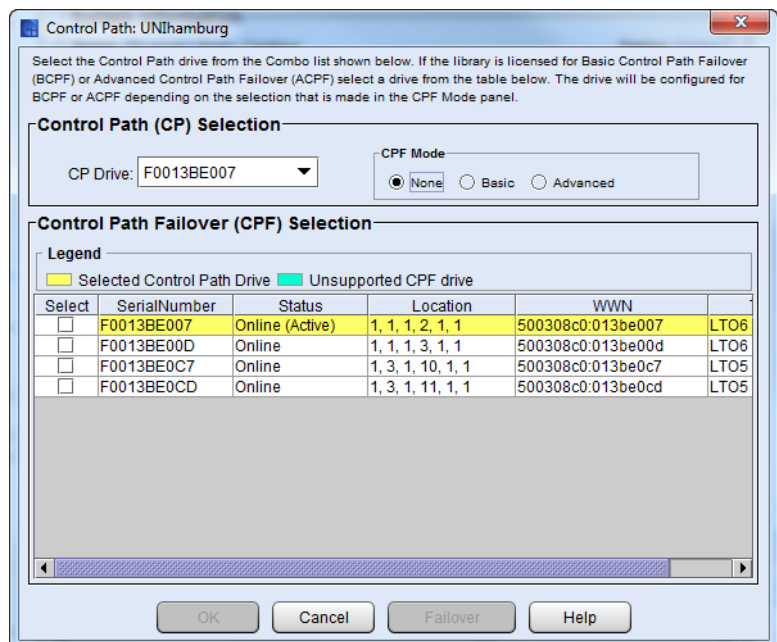 Control Path: UNIhamburg
Select the Control Path drive from the Combo list shown below. If the library is licensed for Basic Control Path Failover
(BCPF) or Advanced Control Path Failover (ACPF) select a drive from the table below. The drive will be configured for
BCPF or ACPF depending on the selection that is made in the CPF Mode panel.
Control Path (CP) Selection
CP Drive: F0013BE007
CPF Mode
None Basic Advanced
Control Path Failover (CPF) Selection
Legend
Selected Control Path Drive Unsupported CPF drive
Select SerialNumber Status Location WWN
F0013BE007 Online (Active) 1, 1, 1, 2, 1, 1 500308c0:013be007 LTO6
F0013BE00D Online 1, 1, 1, 3, 1, 1 500308c0:013be00d LTO6
F0013BE0C7 Online 1, 3, 1, 10, 1, 1 500308c0:013be0c7 LTO5
F0013BE0CD Online 1, 3, 1, 11, 1, 1 500308c0:013be0cd LTO5
OK Cancel Failover Help